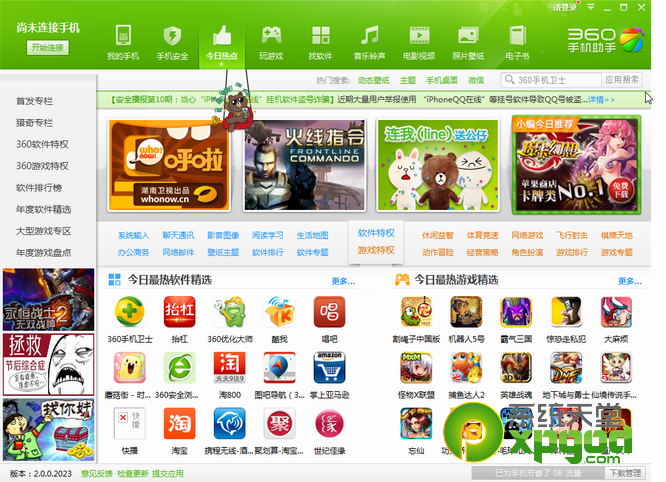 请登录
尚未连接手机
开始连接
我的手机 手机安全 今日热点 玩游戏 找软件 音乐铃声 电影视频 照片壁纸 电子书
360
手机助手
热门搜索: 动态壁纸 主题 手机桌面 微信 360手机卫士 应用搜索
【安全播报第10期：当心“iPhone在线”挂机软件盗号诈骗】近期大量用户举报使用 “iPhoneQQ在线”等挂号软件导致QQ号被盗...详情>>
首发专栏
猎奇专栏
360软件特权
360游戏特权
软件排行榜
年度软件精选
大型游戏专区
年度游戏盘点
who now!
呼啦
湖南卫视出品
whonow.cn
火线指令
FRONTLINE
COMMANDO
连我(line)送公仔
小编今日推荐
苹果商店
卡牌类 No.1
免费下载
系统输入 聊天通讯 影音图像 阅读学习 生活地图 软件特权 休闲益智 体育竞速 网络游戏 飞行射击 棋牌天地
办公商务 网络邮件 壁纸主题 软件排行 软件专题 游戏特权 动作冒险 经营策略 角色扮演 游戏排行 游戏专题
今日最热软件精选 更多...
今日最热游戏精选 更多...
360手机卫士 抬杠 360优化大师 酷我 唱吧
割绳子中国版 机器人5号 霸气三国 惊恐走私犯 大麻烦
蘑菇街 - 时... 360安全浏... 淘800 图吧导航 (3... 掌上亚马逊
怪物X联盟 捕鱼达人2 英雄战魂 地下城与勇士 仙境传说手...
快播 淘宝 携程无线 -酒... 聚划算-淘宝... 世纪佳缘
忘仙
永恒战士2
无双战神
拯救
节后综合症
找你妹
系统天堂
xpgod
.com
版本: 2.0.0.2023 意见反馈 检查更新 提交应用
已为手机节省了 0B 流量 下载管理